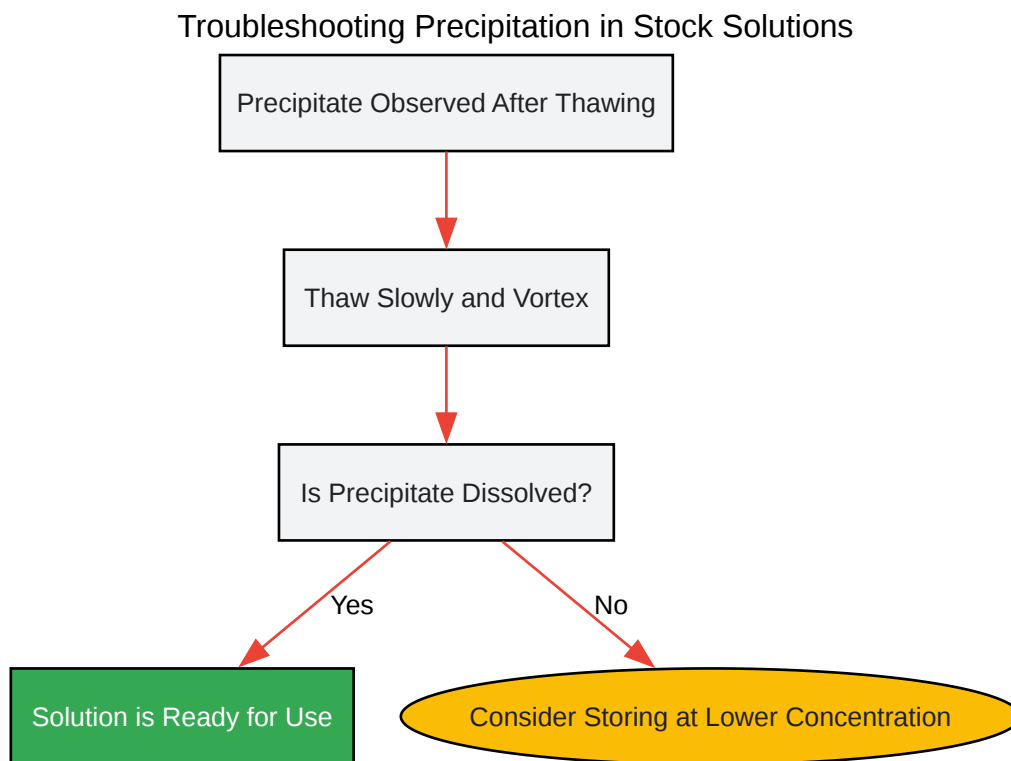 Troubleshooting Precipitation in Stock Solutions
Precipitate Observed After Thawing
Thaw Slowly and Vortex
Is Precipitate Dissolved?
Yes
No
Solution is Ready for Use
Consider Storing at Lower Concentration